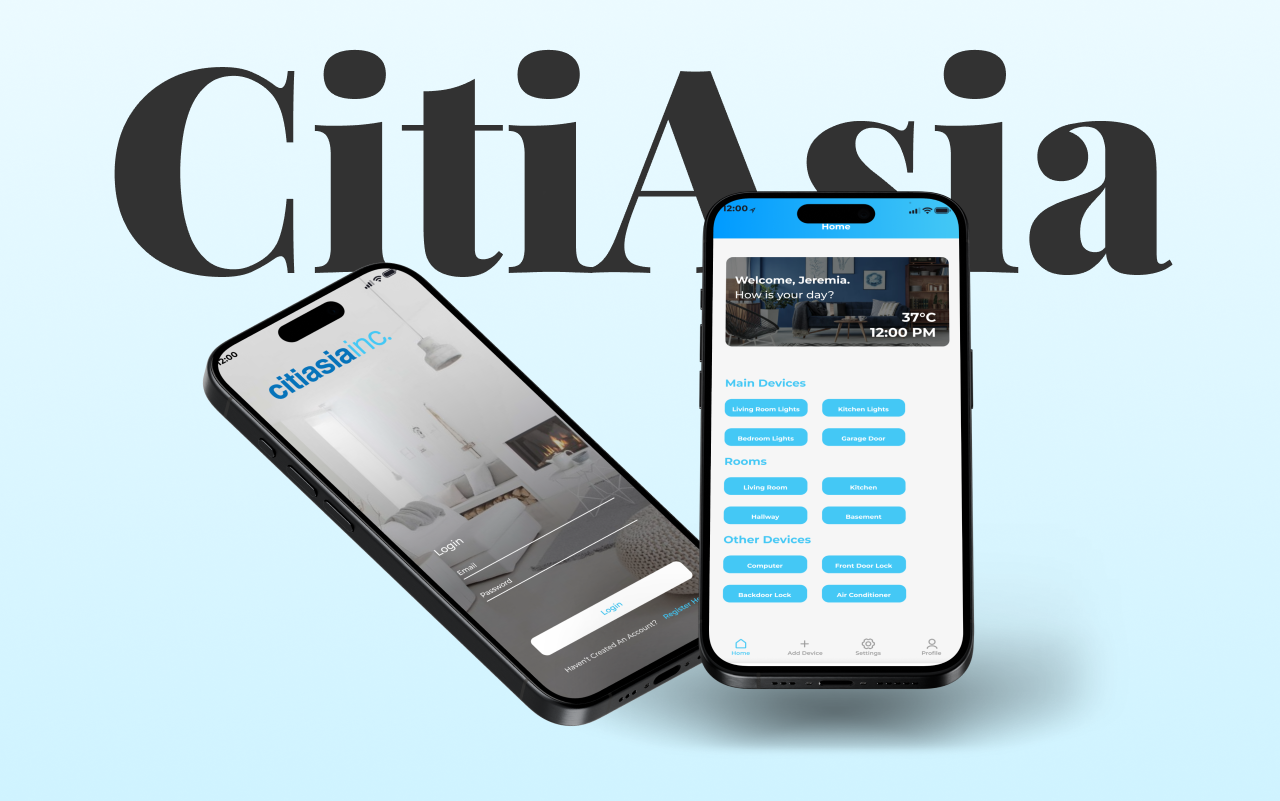 CitiAsia
12:00
citiasiainc.
Login
Email
Password
Login
Haven't Created An Account? Register
12:00
Home
Welcome, Jeremia.
How is your day?
37°C
12:00 PM
Main Devices
Living Room Lights
Kitchen Lights
Bedroom Lights
Garage Door
Rooms
Living Room
Kitchen
Hallway
Basement
Other Devices
Computer
Front Door Lock
Backdoor Lock
Air Conditioner
Home
Add Device
Settings
Profile